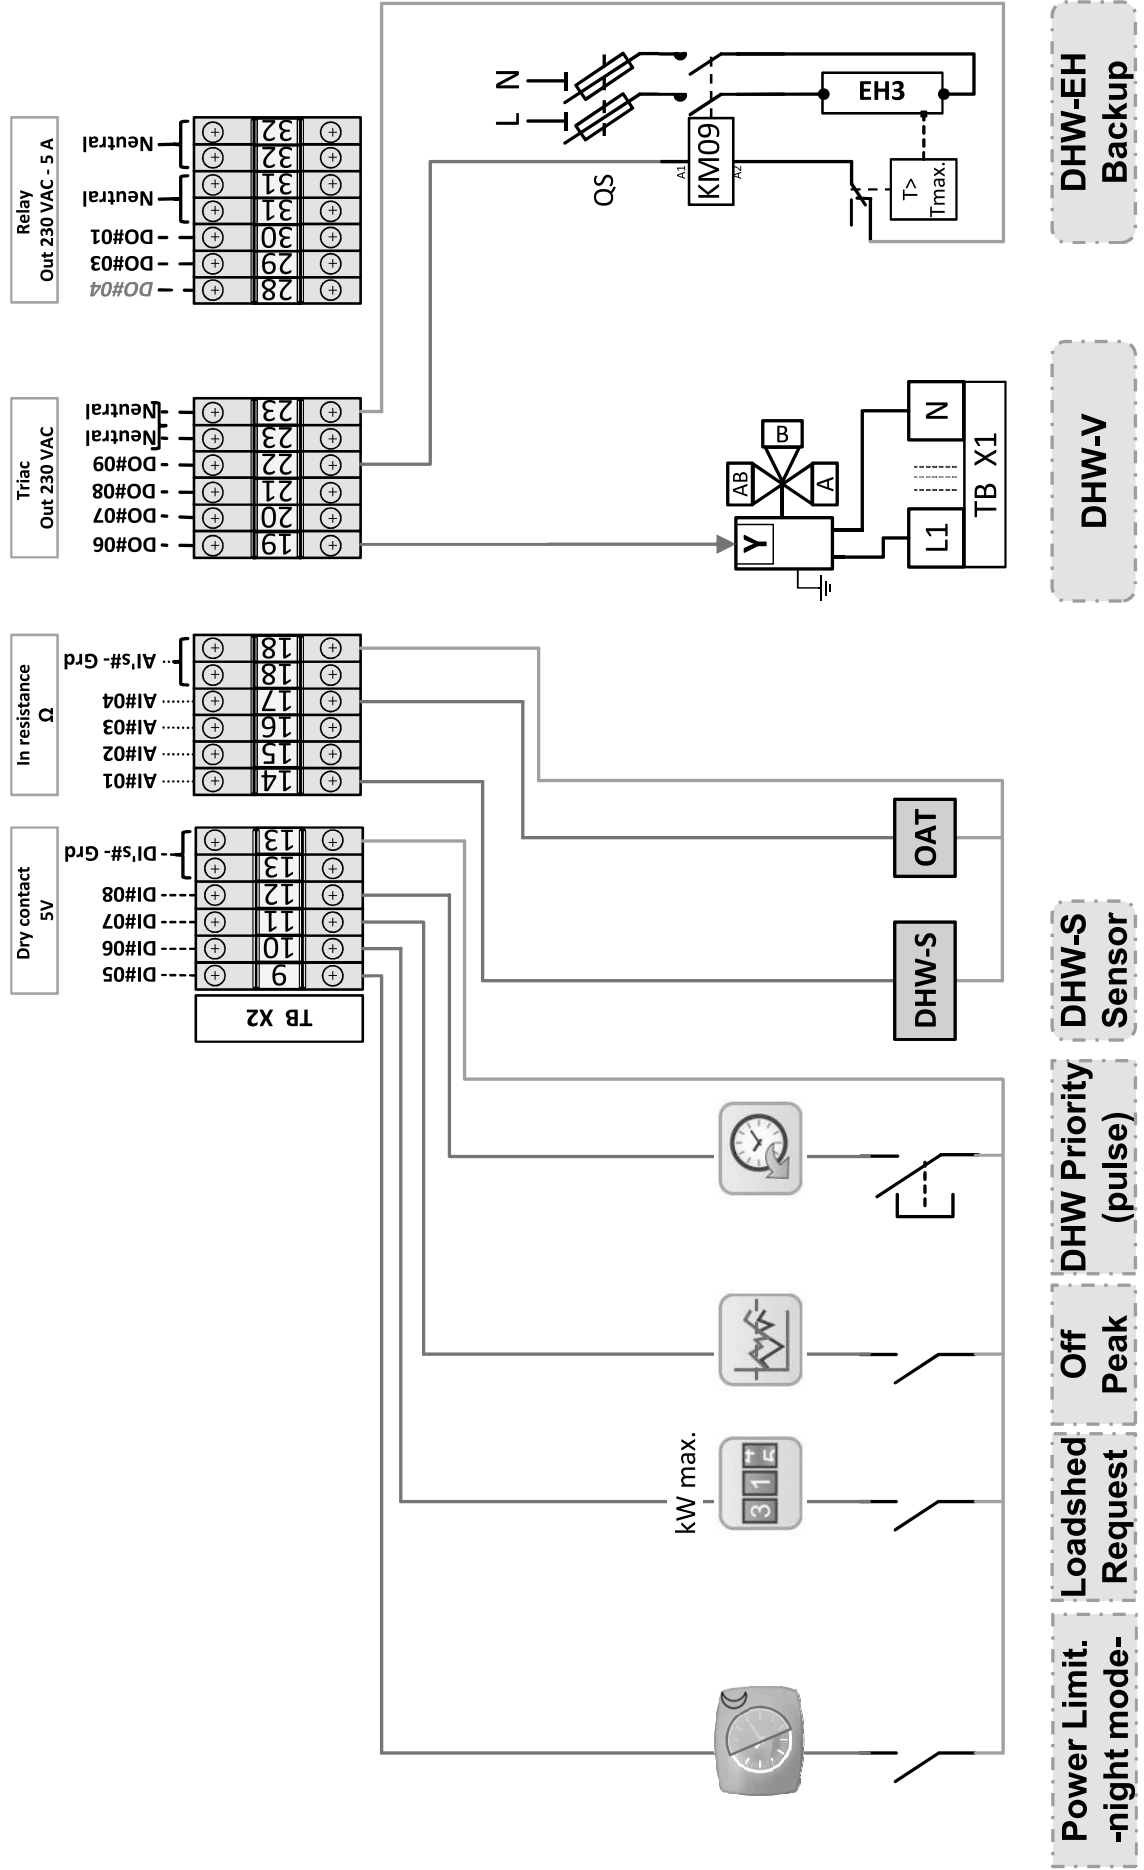 Relay
Out 230 VAC - 5 A
Neutral
Neutral
DO#01
DO#03
DO#04
32
32
31
31
30
29
28
Triac
Out 230 VAC
Neutral
Neutral
DO#09
DO#08
DO#07
DO#06
23
23
22
21
20
19
In resistance
Ω
AI's#- Grd
AI#04
AI#03
AI#02
AI#01
18
18
17
16
15
14
Dry contact
5V
DI's#- Grd
DI#08
DI#07
DI#06
DI#05
13
13
12
11
10
9
TB X2
N
L
QS
A1
KM09
A2
EH3
T>
Tmax.
DHW-EH
Backup
AB
B
A
Y
L1
N
TB X1
DHW-V
OAT
DHW-S
DHW-S
Sensor
DHW Priority
(pulse)
Off
Peak
kW max.
3 1
Loadshed
Request
Power Limit.
-night mode-